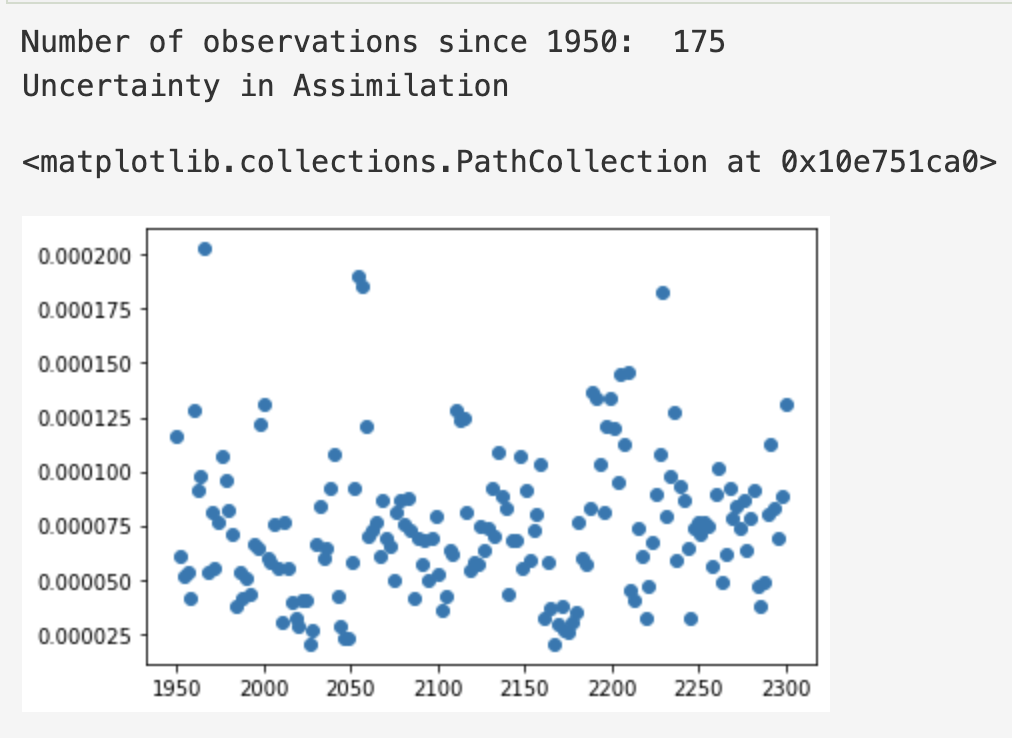 Number of observations since 1950:  175
Uncertainty in Assimilation
<matplotlib.collections.PathCollection at 0x10e751ca0>
0.000200
0.000175
0.000150
0.000125
0.000100
0.000075
0.000050
0.000025
1950 2000 2050 2100 2150 2200 2250 2300